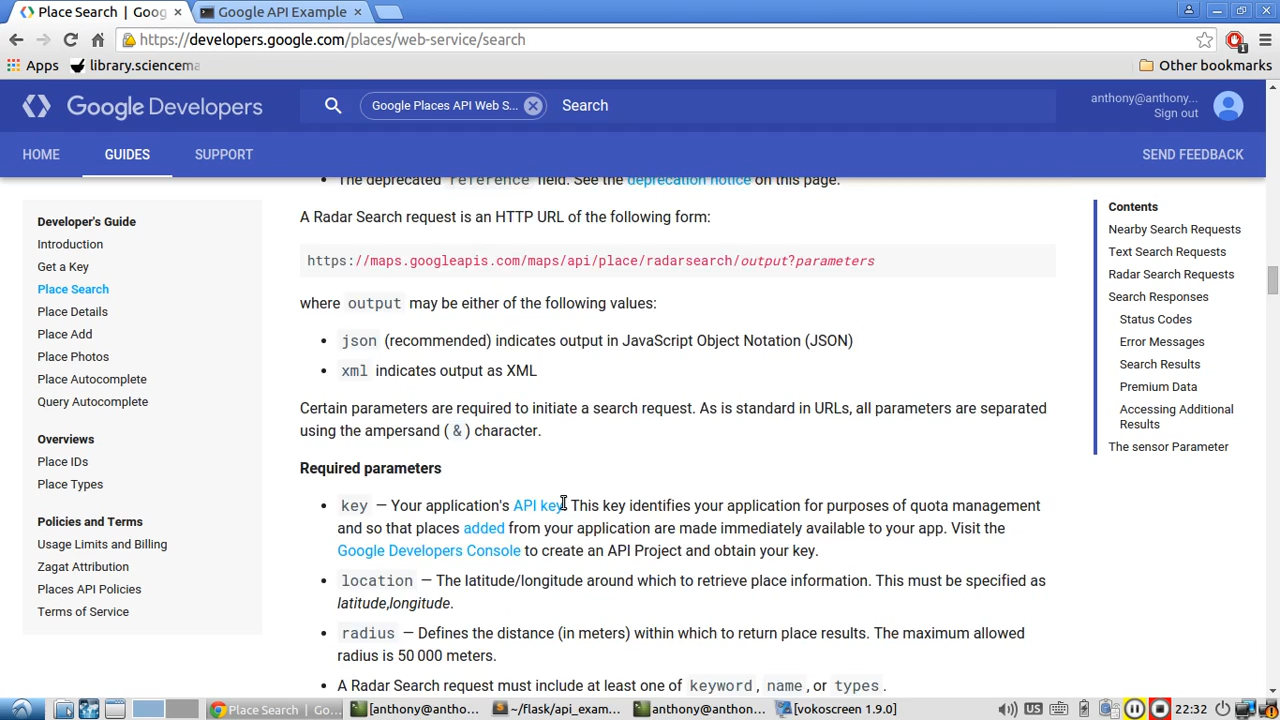 Place Search | Goog
Google API Example
https://developers.google.com/places/web-service/search
Apps
library.sciencema
Other bookmarks
Google Developers
Google Places API Web S...
Search
anthony@anthony...
Sign out
HOME
GUIDES
SUPPORT
SEND FEEDBACK
Developer's Guide
Introduction
Get a Key
Place Search
Place Details
Place Add
Place Photos
Place Autocomplete
Query Autocomplete
Overviews
Place IDs
Place Types
Policies and Terms
Usage Limits and Billing
Zagat Attribution
Places API Policies
Terms of Service
The deprecated reference field. See the deprecation notice on this page.
A Radar Search request is an HTTP URL of the following form:
https://maps.googleapis.com/maps/api/place/radarsearch/output?parameters
where output may be either of the following values:
json (recommended) indicates output in JavaScript Object Notation (JSON)
xml indicates output as XML
Certain parameters are required to initiate a search request. As is standard in URLs, all parameters are separated
using the ampersand (&) character.
Required parameters
key — Your application's API key. This key identifies your application for purposes of quota management
and so that places added from your application are made immediately available to your app. Visit the
Google Developers Console to create an API Project and obtain your key.
location — The latitude/longitude around which to retrieve place information. This must be specified as
latitude,longitude.
radius — Defines the distance (in meters) within which to return place results. The maximum allowed
radius is 50 000 meters.
A Radar Search request must include at least one of keyword, name, or types.
Contents
Nearby Search Requests
Text Search Requests
Radar Search Requests
Search Responses
Status Codes
Error Messages
Search Results
Premium Data
Accessing Additional
Results
The sensor Parameter
Place Search | G...
[anthony@antho...
~/flask/api_exam...
anthony@anthon...
[vokoscreen 1.9.0]
US
22:32